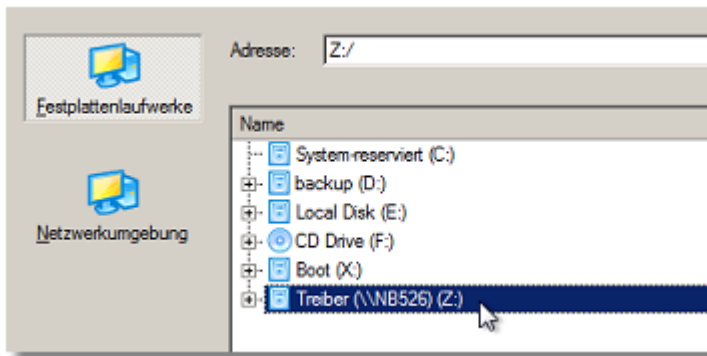 Adresse: Z:/
Festplattenlaufwerke
Netzwerkumgebung
Name
System-reserviert (C:)
backup (D:)
Local Disk (E:)
CD Drive (F:)
Boot (X:)
Treiber (\\NB526) (Z:)